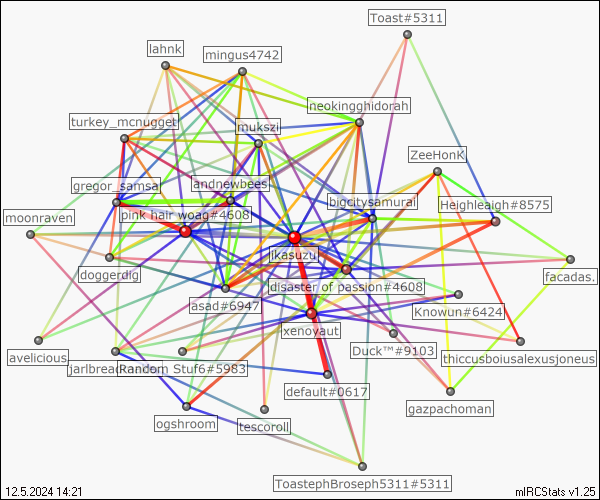 Toast#5311
lahnk
mingus4742
neokingghidorah
turkey_mcnugget
mukszi
ZeeHonK
gregor_samsa
andnewbees
bigcitysamurai
Heighleaigh#8575
moonraven
pink hair woag#4608
jkasuzu
doggerdig
disaster of passion#4608
facadas.
asad#6947
Knowun#6424
xenoyaut
avelicious
Random_Stuf6#5983
Duck™#9103
thiccusboiusalexusjoneus
default#0617
gazpachoman
ogshroom
tescoroll
ToastephBroseph5311#5311
12.5.2024 14:21
mIRCStats v1.25